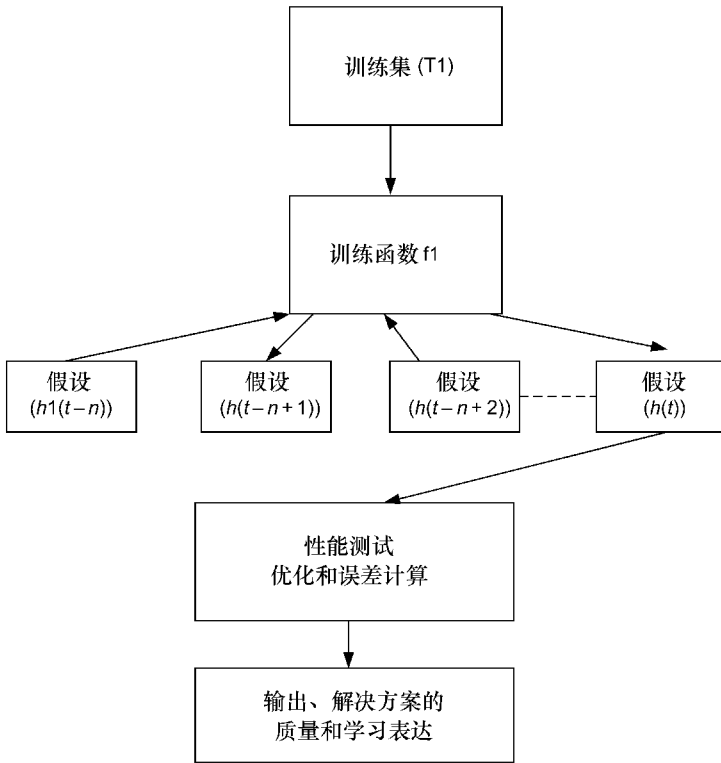 训练集 (T1)
训练函数 f1
假设
(h1(t−n))
假设
(h(t−n+1))
假设
(h(t−n+2))
假设
(h(t))
性能测试
优化和误差计算
输出、解决方案的
质量和学习表达